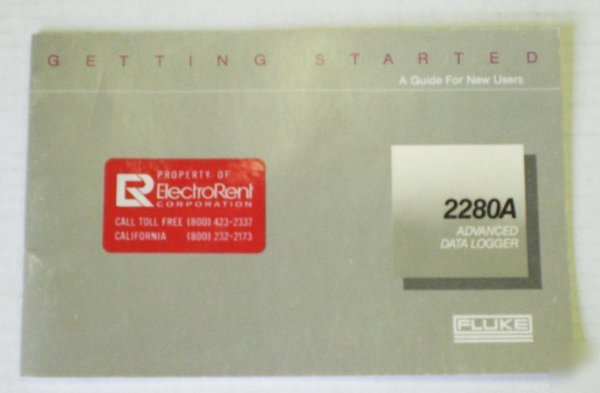 GETTING STARTED
A Guide For New Users
PROPERTY OF
ER ElectroRent
CORPORATION
CALL TOLL FREE (800) 423-2337
CALIFORNIA (800) 232-2173
2280A
ADVANCED
DATA LOGGER
FLUKE